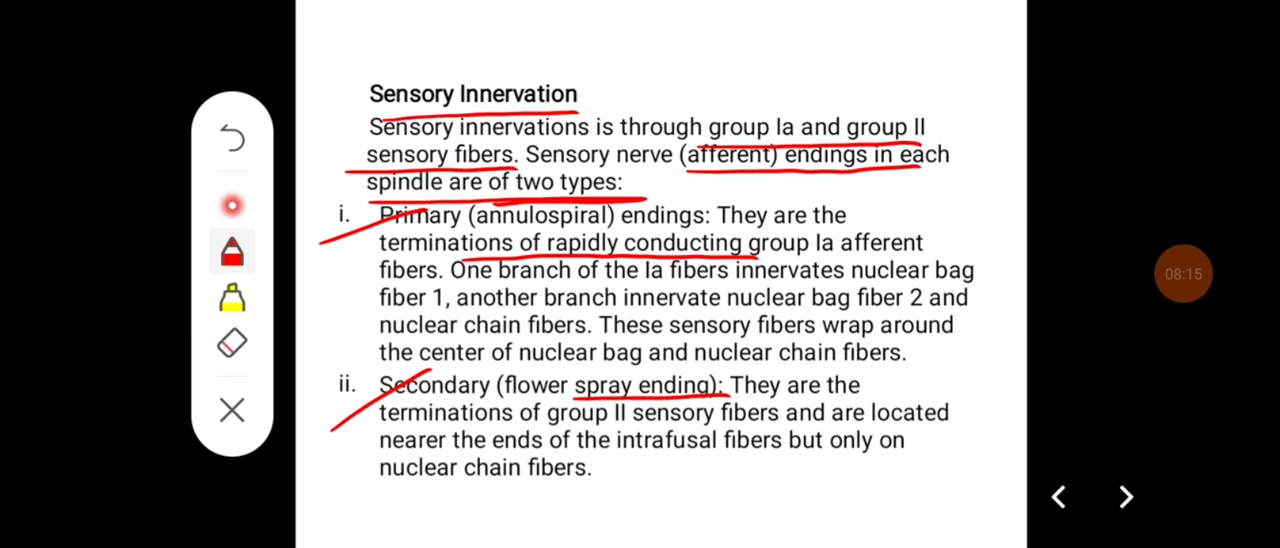 Sensory Innervation
Sensory innervations is through group Ia and group II
sensory fibers. Sensory nerve (afferent) endings in each
spindle are of two types:
i. Primary (annulospiral) endings: They are the
terminations of rapidly conducting group Ia afferent
fibers. One branch of the Ia fibers innervates nuclear bag
fiber 1, another branch innervate nuclear bag fiber 2 and
nuclear chain fibers. These sensory fibers wrap around
the center of nuclear bag and nuclear chain fibers.
ii. Secondary (flower spray ending): They are the
terminations of group II sensory fibers and are located
nearer the ends of the intrafusal fibers but only on
nuclear chain fibers.
08:15